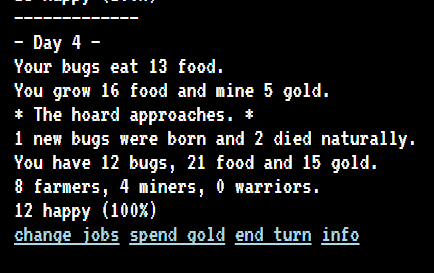 -------------
- Day 4 -
Your bugs eat 13 food.
You grow 16 food and mine 5 gold.
* The hoard approaches. *
1 new bugs were born and 2 died naturally.
You have 12 bugs, 21 food and 15 gold.
8 farmers, 4 miners, 0 warriors.
12 happy (100%)
change jobs spend gold end turn info